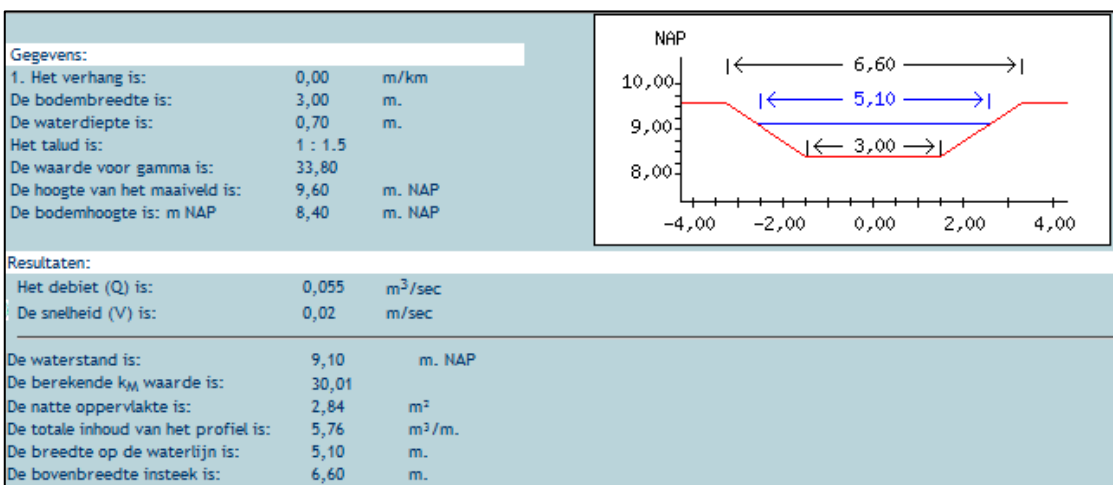 Gegevens:
1. Het verhang is: 0,00 m/km
De bodembreedte is: 3,00 m.
De waterdiepte is: 0,70 m.
Het talud is: 1 : 1.5
De waarde voor gamma is: 33,80
De hoogte van het maaiveld is: 9,60 m. NAP
De bodemhoogte is: m NAP 8,40 m. NAP
NAP
10,00
9,00
8,00
6,60
5,10
3,00
-4,00 -2,00 0,00 2,00 4,00
Resultaten:
Het debiet (Q) is: 0,055 m³/sec
De snelheid (V) is: 0,02 m/sec
De waterstand is: 9,10 m. NAP
De berekende kM waarde is: 30,01
De natte oppervlakte is: 2,84 m²
De totale inhoud van het profiel is: 5,76 m³/m.
De breedte op de waterlijn is: 5,10 m.
De bovenbreedte insteek is: 6,60 m.